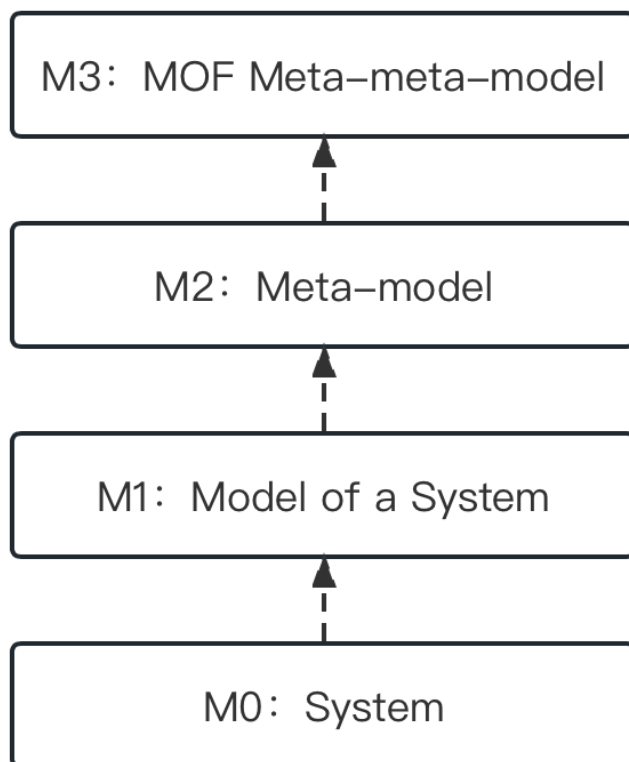 M3：MOF Meta–meta–model
M2：Meta–model
M1：Model of a System
M0：System